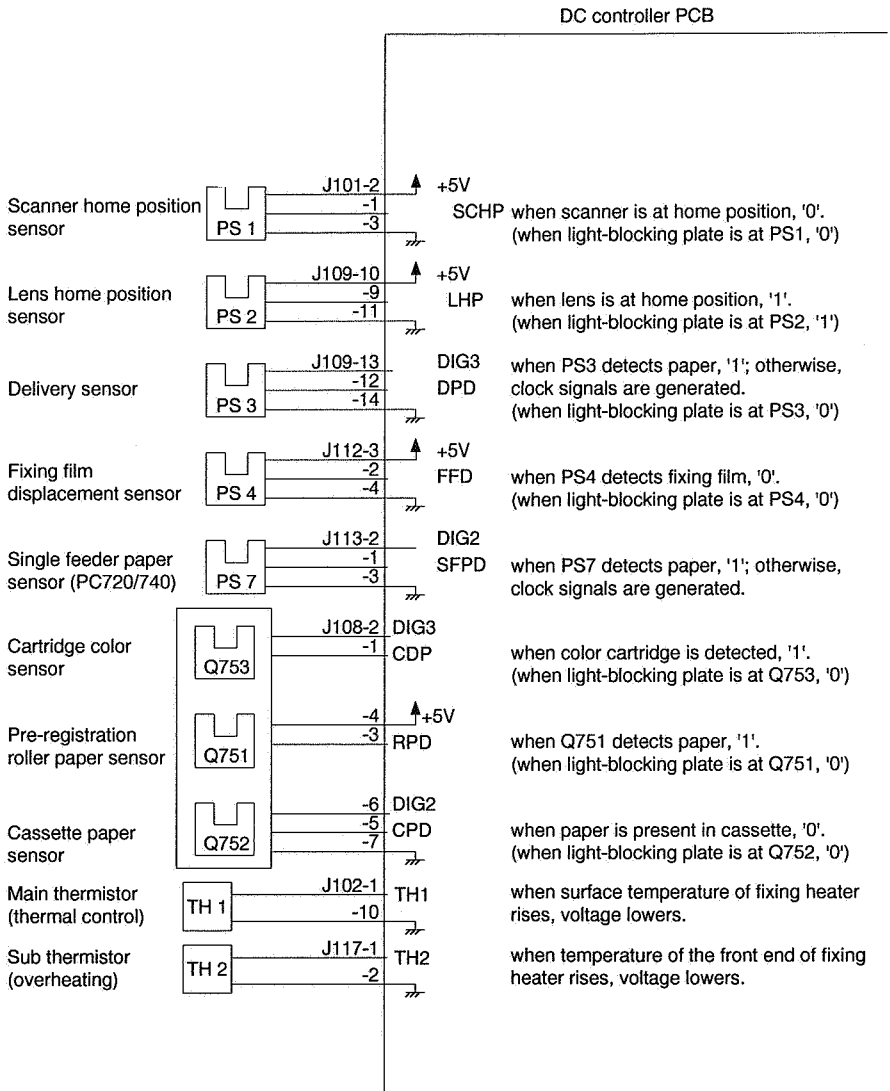 DC controller PCB
J101-2 +5V
Scanner home position -1 SCHP when scanner is at home position, '0'.
sensor PS 1 -3 (when light-blocking plate is at PS1, '0')
J109-10 +5V
Lens home position -9 LHP when lens is at home position, '1'.
sensor PS 2 -11 (when light-blocking plate is at PS2, '1')
J109-13 DIG3 when PS3 detects paper, '1'; otherwise,
Delivery sensor -12 DPD clock signals are generated.
PS 3 -14 (when light-blocking plate is at PS3, '0')
J112-3 +5V
Fixing film -2 FFD when PS4 detects fixing film, '0'.
displacement sensor PS 4 -4 (when light-blocking plate is at PS4, '0')
J113-2 DIG2
Single feeder paper -1 SFPD when PS7 detects paper, '1'; otherwise,
sensor (PC720/740) PS 7 -3 clock signals are generated.
J108-2 DIG3
Cartridge color -1 CDP when color cartridge is detected, '1'.
sensor Q753 (when light-blocking plate is at Q753, '0')
-4 +5V
Pre-registration -3 RPD when Q751 detects paper, '1'.
roller paper sensor Q751 (when light-blocking plate is at Q751, '0')
-6 DIG2
Cassette paper -5 CPD when paper is present in cassette, '0'.
sensor Q752 -7 (when light-blocking plate is at Q752, '0')
Main thermistor J102-1 TH1 when surface temperature of fixing heater
(thermal control) TH 1 -10 rises, voltage lowers.
Sub thermistor J117-1 TH2 when temperature of the front end of fixing
(overheating) TH 2 -2 heater rises, voltage lowers.